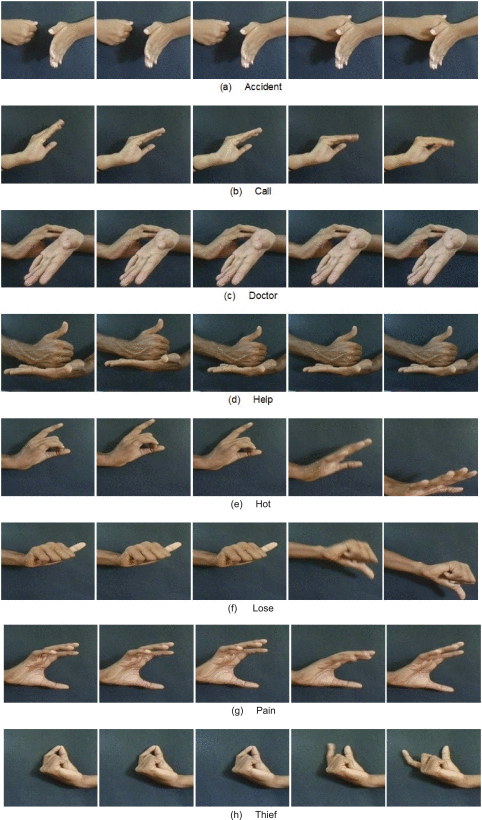 (a) Accident
(b) Call
(c) Doctor
(d) Help
(e) Hot
(f) Lose
(g) Pain
(h) Thief